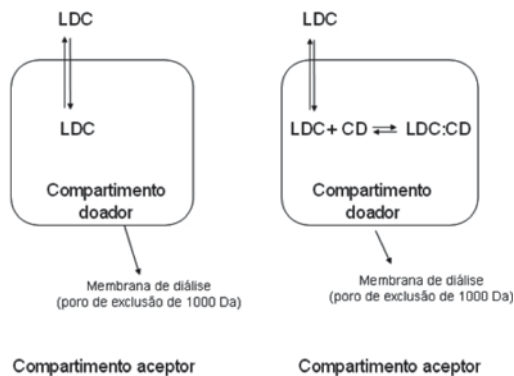 LDC
LDC
Compartimento
doador
Membrana de diálise
(poro de exclusão de 1000 Da)
Compartimento aceptor
LDC
LDC + CD ⇌ LDC:CD
Compartimento
doador
Membrana de diálise
(poro de exclusão de 1000 Da)
Compartimento aceptor